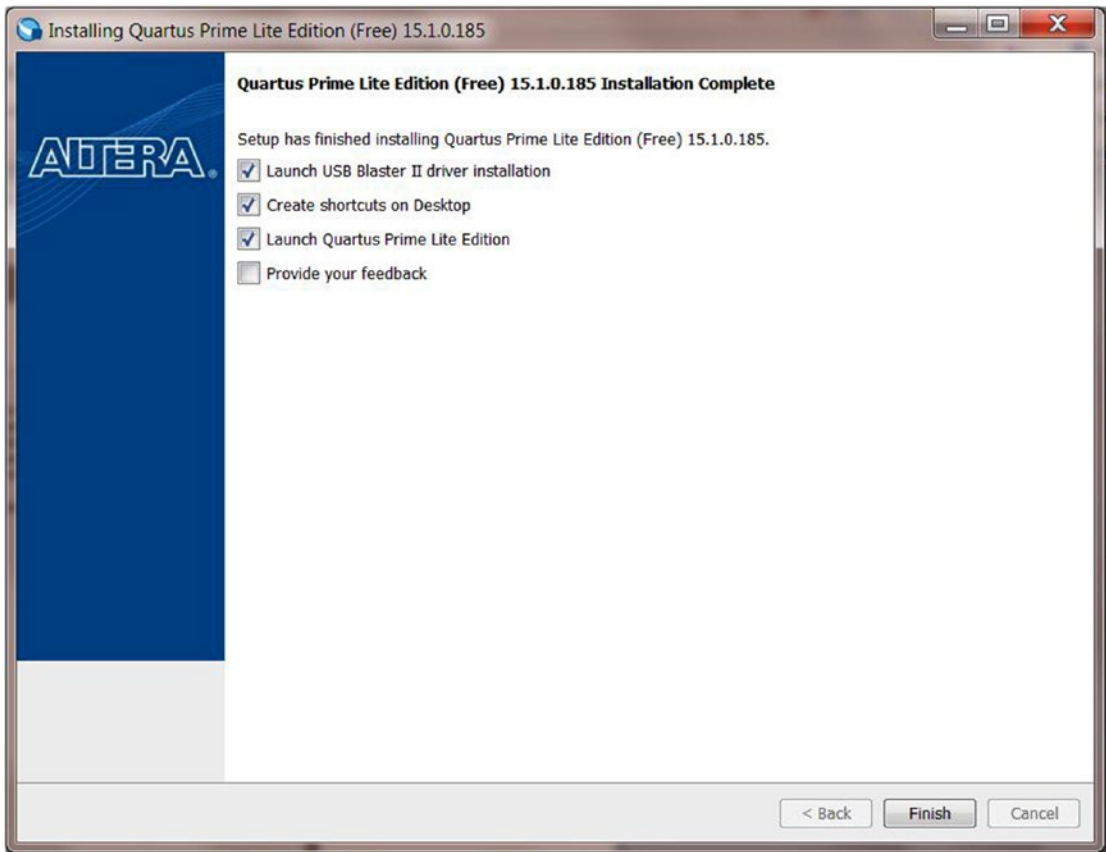 Installing Quartus Prime Lite Edition (Free) 15.1.0.185
Quartus Prime Lite Edition (Free) 15.1.0.185 Installation Complete
ALTERA®
Setup has finished installing Quartus Prime Lite Edition (Free) 15.1.0.185.
Launch USB Blaster II driver installation
Create shortcuts on Desktop
Launch Quartus Prime Lite Edition
Provide your feedback
< Back
Finish
Cancel